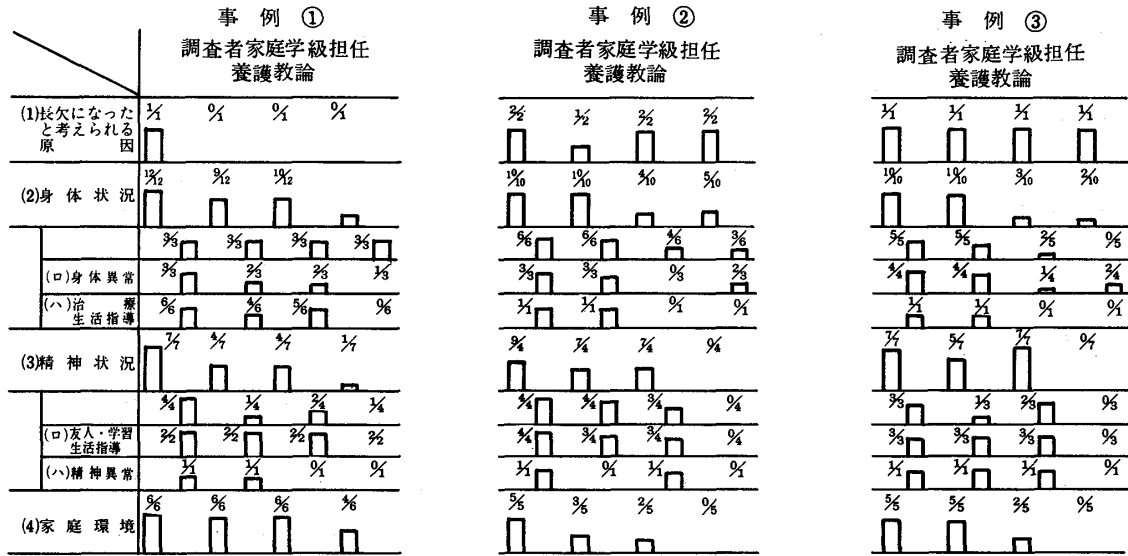 事例 ① 事例 ② 事例 ③
調査者家庭学級担任 調査者家庭学級担任 調査者家庭学級担任
養護教諭 養護教諭 養護教諭
(1)長欠になった
と考えられる
原因
1/1 0/1 0/1 0/1 2/2 1/2 2/2 2/2 1/1 1/1 1/1 1/1
(2)身体状況
12/12 9/12 10/12 10/10 10/10 4/10 5/10 10/10 10/10 3/10 2/10
3/3 3/3 3/3 3/3 6/6 6/6 4/6 3/6 5/5 5/5 2/5 0/5
(ロ)身体異常
3/3 2/3 2/3 1/3 3/3 3/3 0/3 2/3 4/4 4/4 1/4 2/4
(ハ)治療
生活指導
6/6 4/6 5/6 0/6 1/1 1/1 0/1 0/1 1/1 1/1 0/1 0/1
(3)精神状況
7/7 4/7 4/7 1/7 9/4 7/4 7/4 0/4 7/7 5/7 7/7 0/7
4/4 1/4 2/4 1/4 4/4 4/4 3/4 0/4 3/3 1/3 2/3 0/3
(ロ)友人・学習
生活指導
2/2 2/2 2/2 2/2 4/4 3/4 3/4 0/4 3/3 3/3 3/3 0/3
(ハ)精神異常
1/1 1/1 0/1 0/1 1/1 0/1 1/1 0/1 1/1 1/1 1/1 0/1
(4)家庭環境
6/6 6/6 6/6 4/6 5/5 3/5 2/5 0/5 5/5 5/5 2/5 0/5